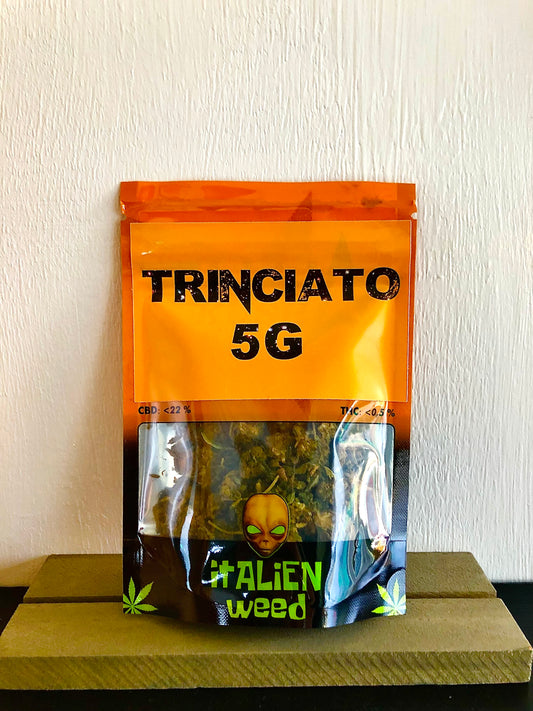 TRINCIATO
5G
CBD: <22 % THC: <0.5 %
itALiEN
weed